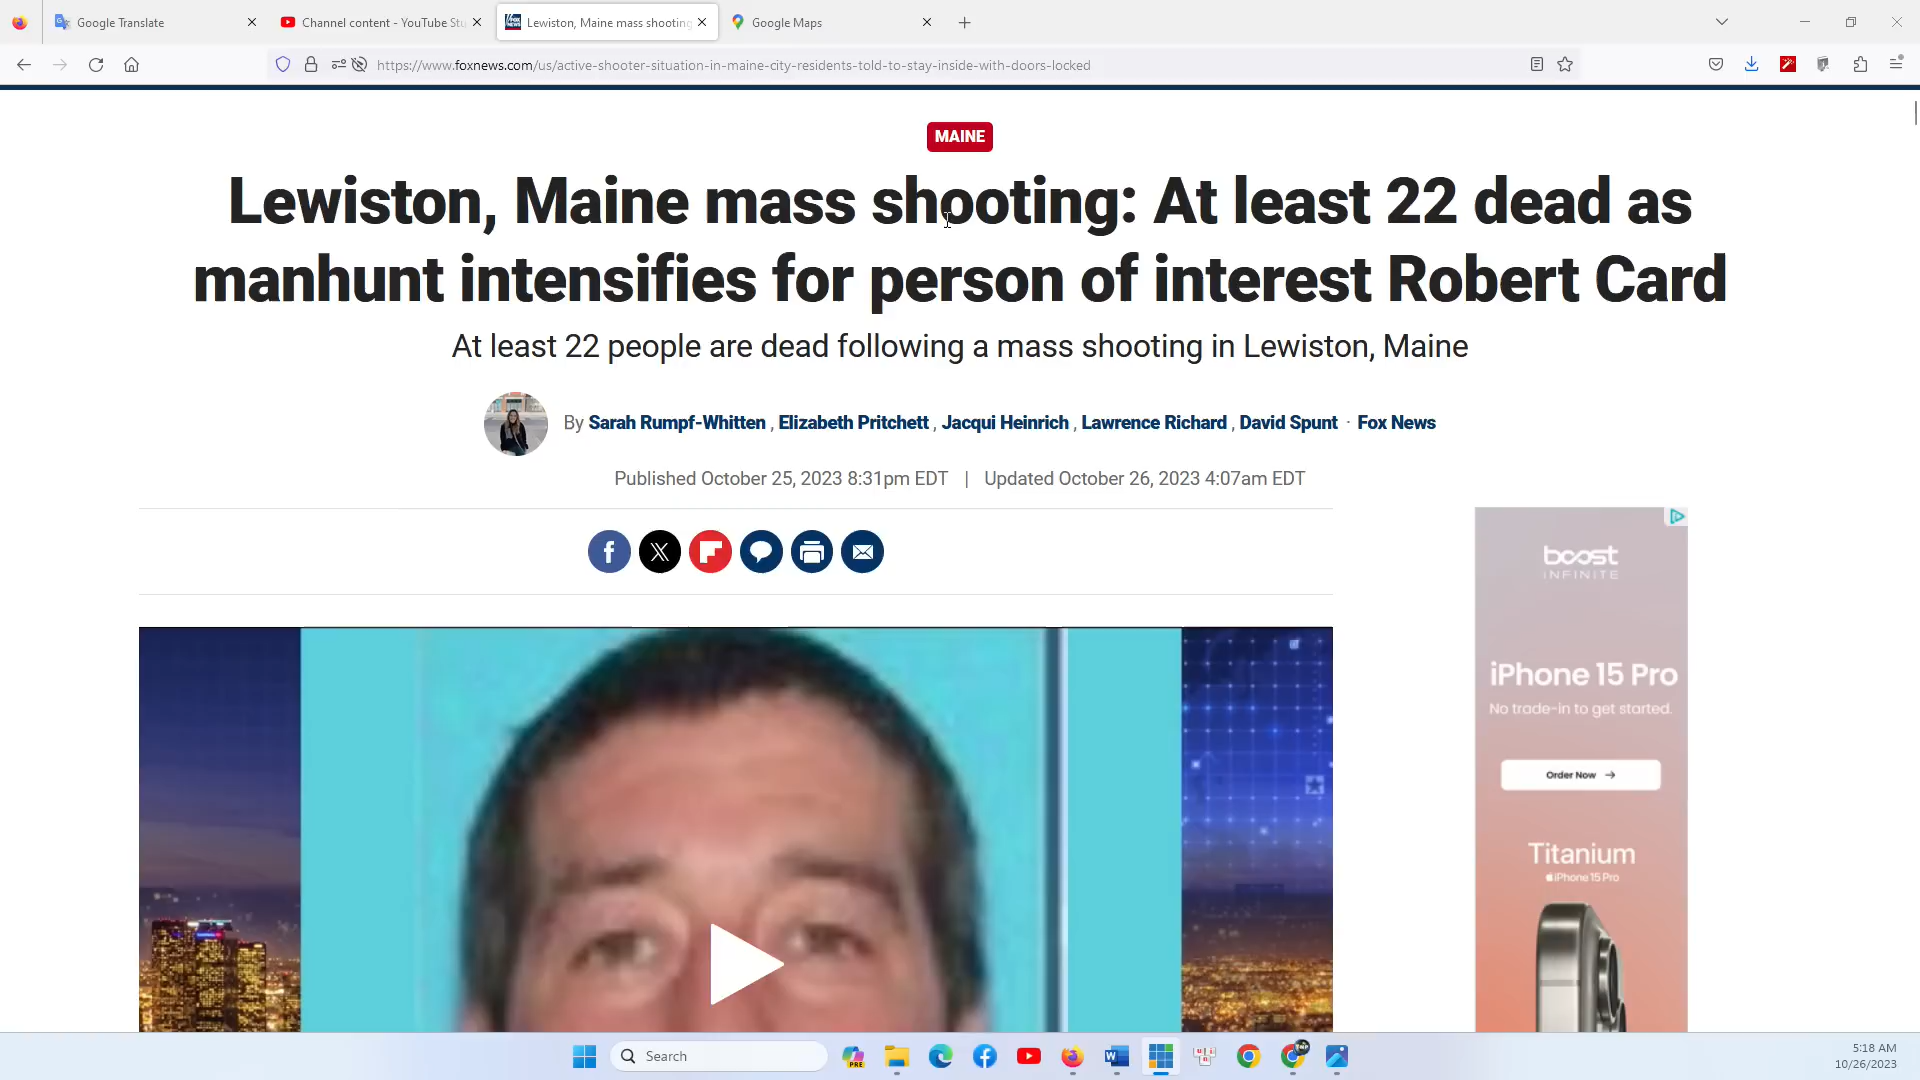 Google Translate
Channel content - YouTube Stu
Lewiston, Maine mass shooting
Google Maps
https://www.foxnews.com/us/active-shooter-situation-in-maine-city-residents-told-to-stay-inside-with-doors-locked
MAINE
Lewiston, Maine mass shooting: At least 22 dead as
manhunt intensifies for person of interest Robert Card
At least 22 people are dead following a mass shooting in Lewiston, Maine
By Sarah Rumpf-Whitten , Elizabeth Pritchett , Jacqui Heinrich , Lawrence Richard , David Spunt · Fox News
Published October 25, 2023 8:31pm EDT | Updated October 26, 2023 4:07am EDT
boost
INFINITE
iPhone 15 Pro
No trade-in to get started.
Order Now →
Titanium
iPhone 15 Pro
Search
PRE
5:18 AM
10/26/2023